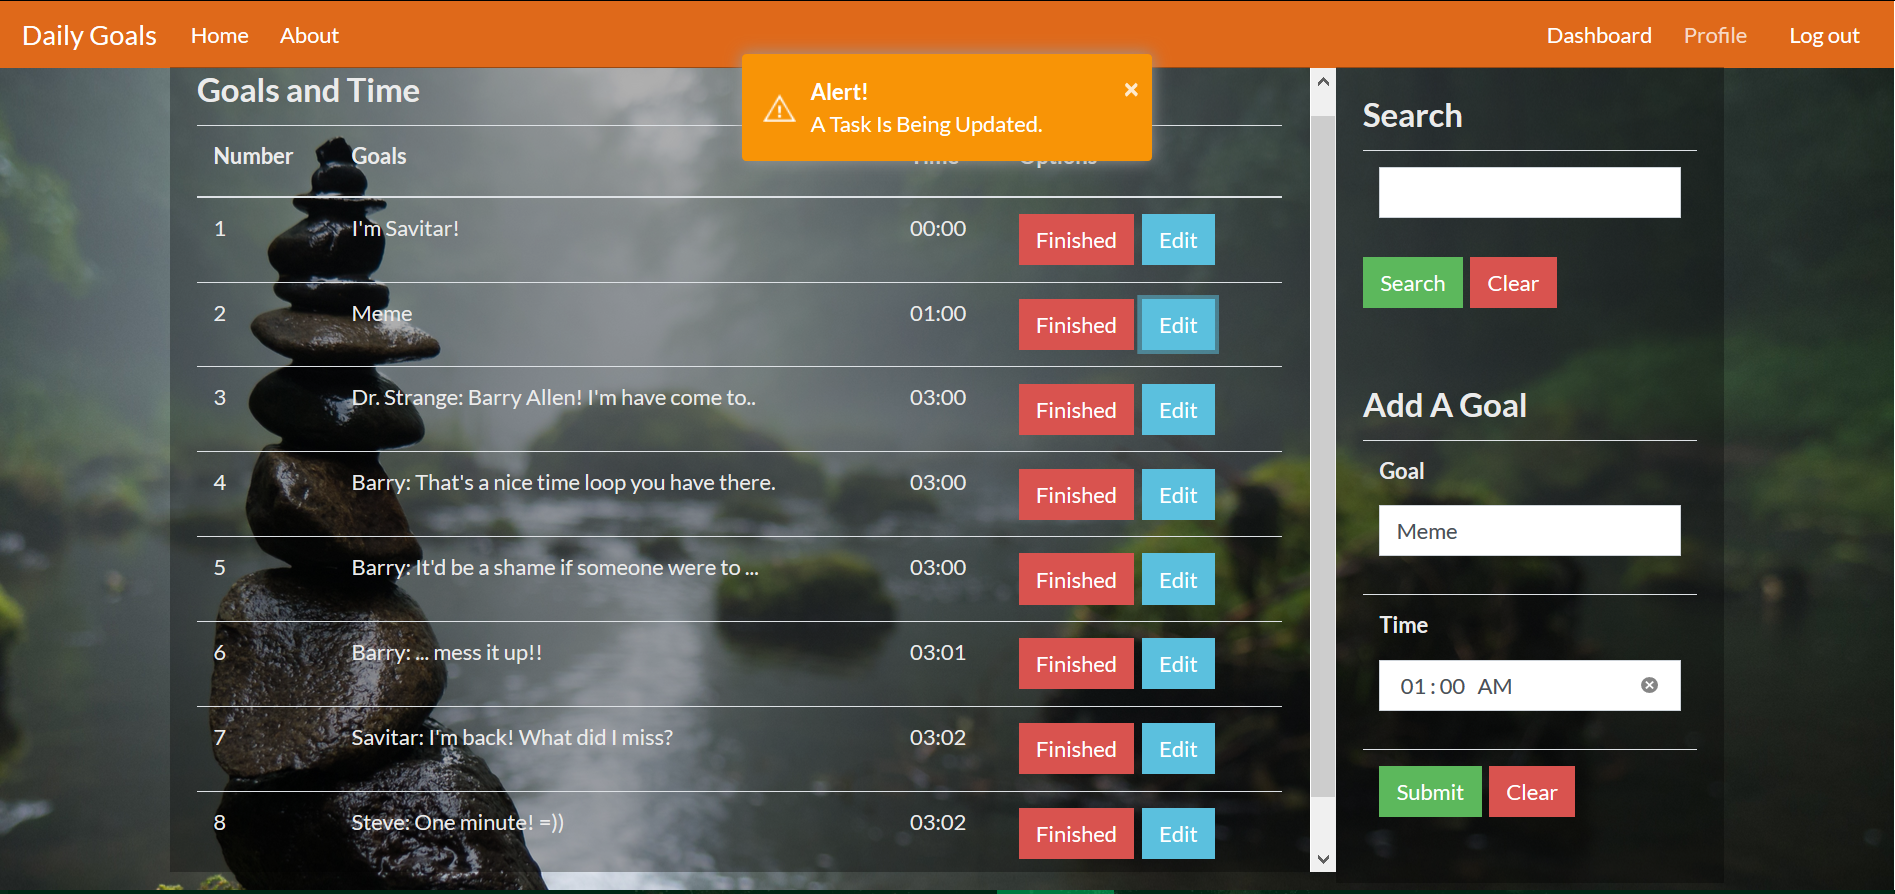 Daily Goals Home About Dashboard Profile Log out
Alert!
A Task Is Being Updated.
Goals and Time
Number Goals Time Options
1 I'm Savitar! 00:00 Finished Edit
2 Meme 01:00 Finished Edit
3 Dr. Strange: Barry Allen! I'm have come to.. 03:00 Finished Edit
4 Barry: That's a nice time loop you have there. 03:00 Finished Edit
5 Barry: It'd be a shame if someone were to ... 03:00 Finished Edit
6 Barry: ... mess it up!! 03:01 Finished Edit
7 Savitar: I'm back! What did I miss? 03:02 Finished Edit
8 Steve: One minute! =)) 03:02 Finished Edit
Search
Search Clear
Add A Goal
Goal
Meme
Time
01:00 AM
Submit Clear